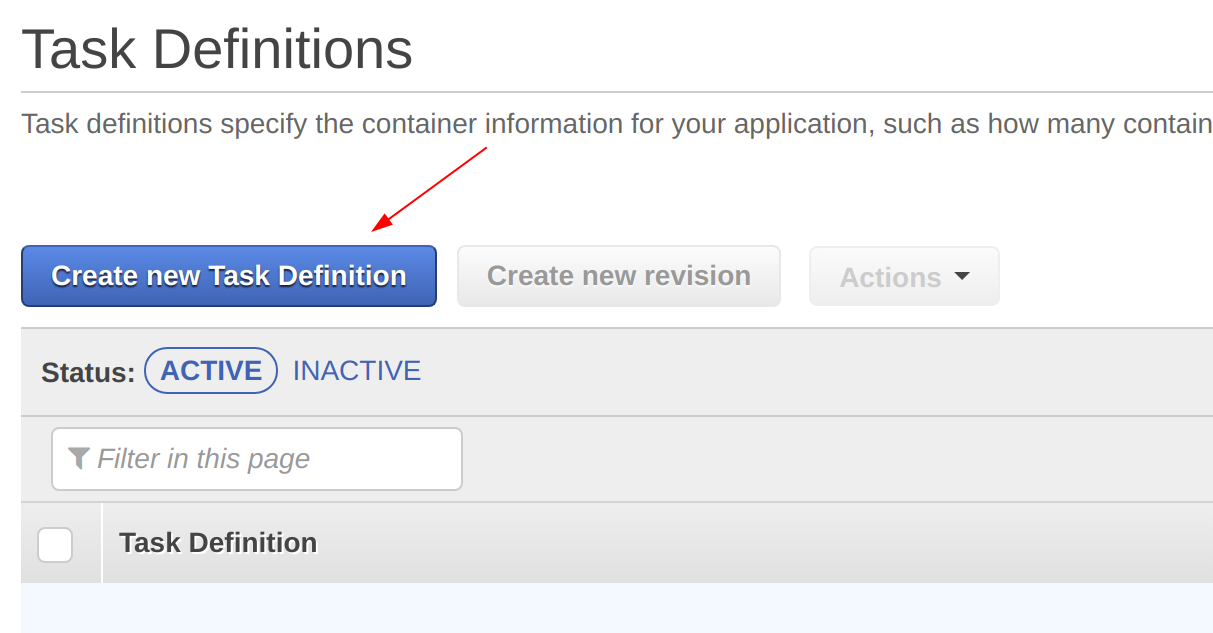 Task Definitions
Task definitions specify the container information for your application, such as how many contain
Create new Task Definition Create new revision Actions
Status: ACTIVE INACTIVE
Filter in this page
Task Definition